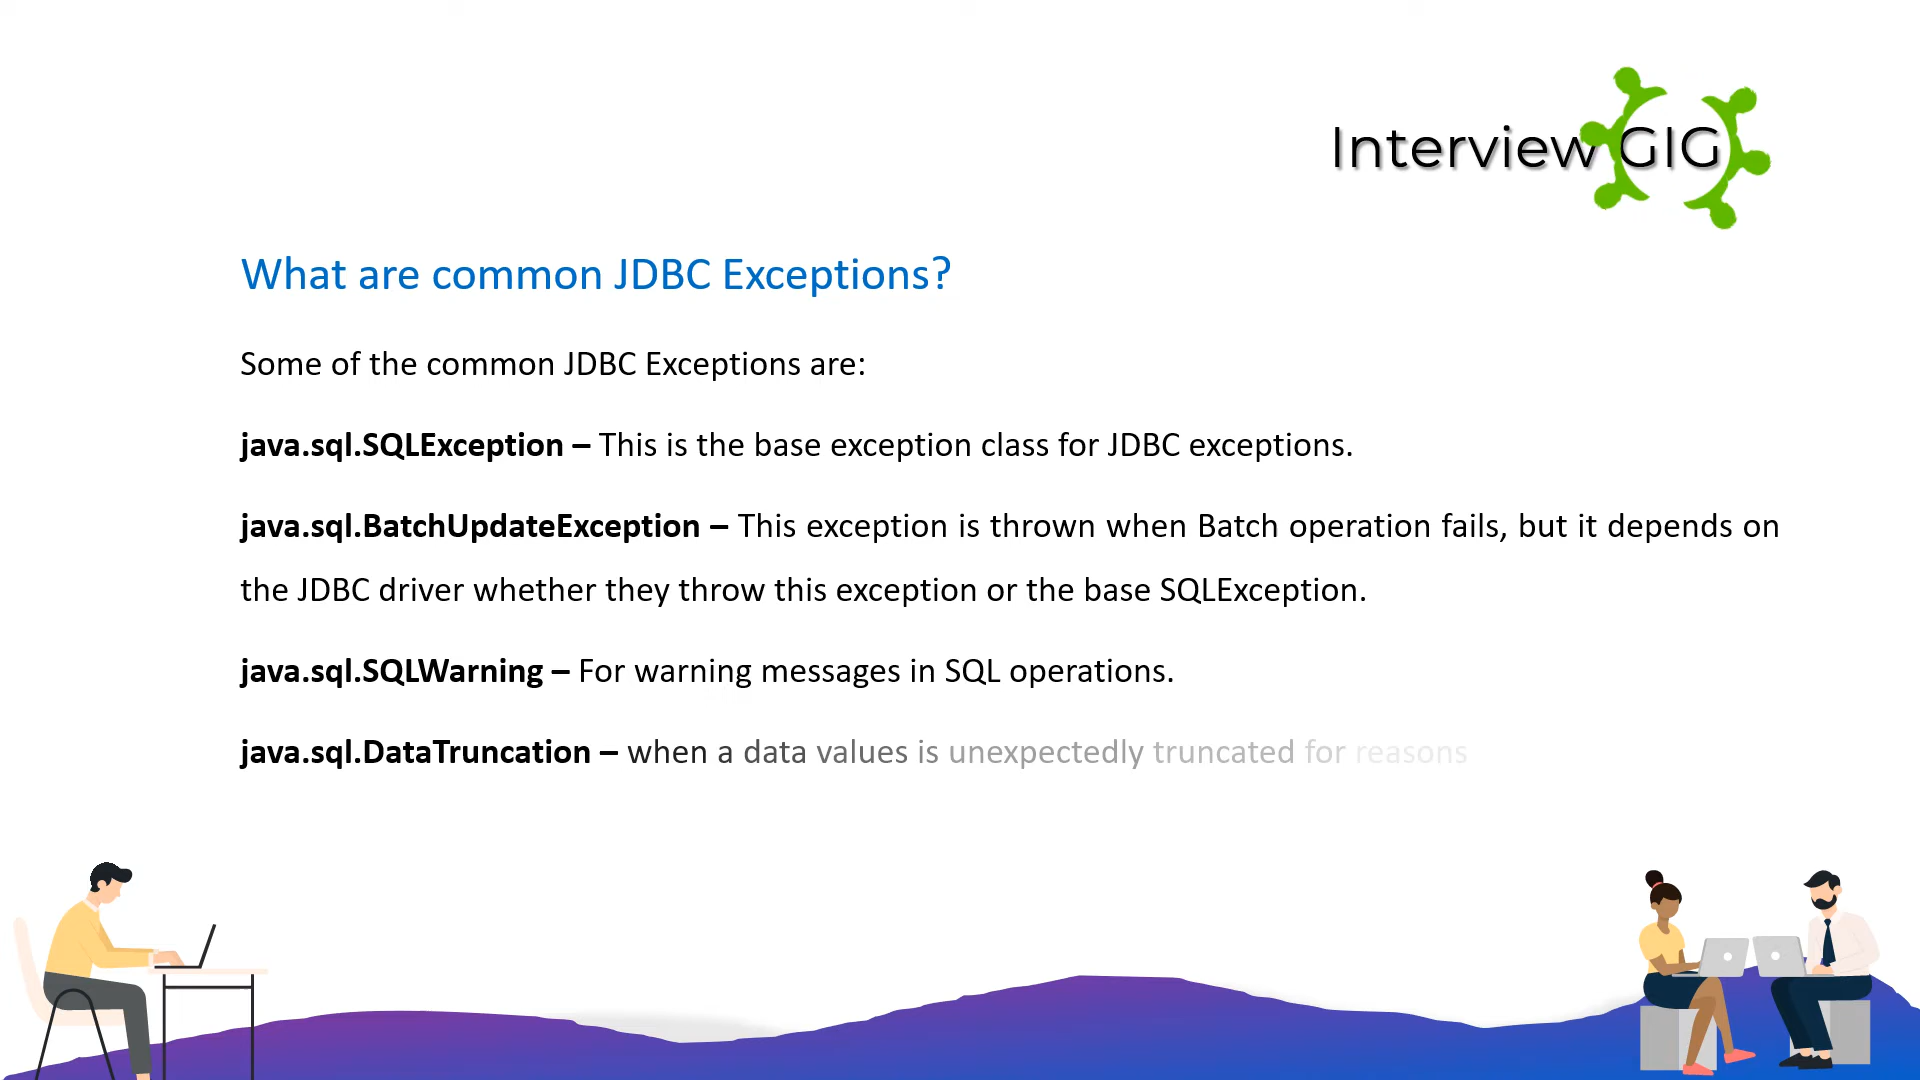 Interview GIG
What are common JDBC Exceptions?
Some of the common JDBC Exceptions are:
java.sql.SQLException – This is the base exception class for JDBC exceptions.
java.sql.BatchUpdateException – This exception is thrown when Batch operation fails, but it depends on
the JDBC driver whether they throw this exception or the base SQLException.
java.sql.SQLWarning – For warning messages in SQL operations.
java.sql.DataTruncation – when a data values is unexpectedly truncated for reasons